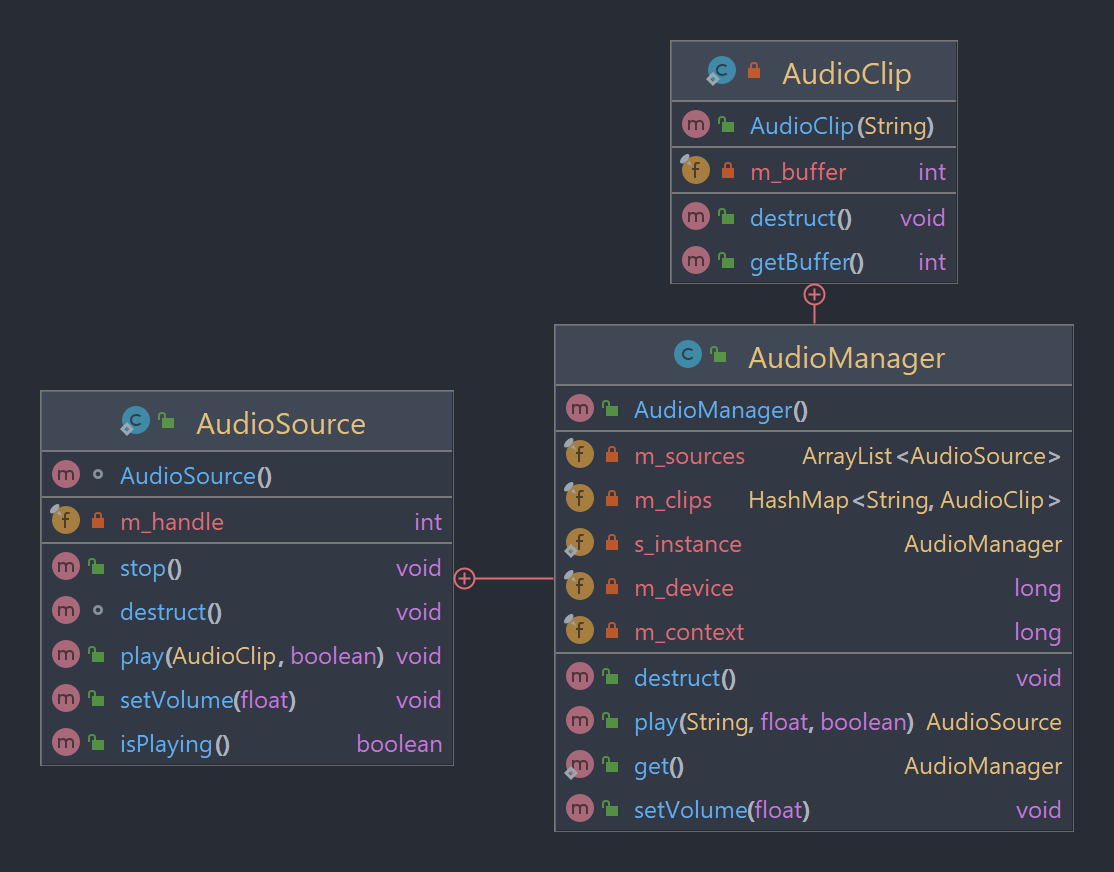 AudioClip
AudioClip(String)
m_buffer int
destruct() void
getBuffer() int
AudioManager
AudioManager()
m_sources ArrayList<AudioSource>
m_clips HashMap<String, AudioClip>
s_instance AudioManager
m_device long
m_context long
destruct() void
play(String, float, boolean) AudioSource
get() AudioManager
setVolume(float) void
AudioSource
AudioSource()
m_handle int
stop() void
destruct() void
play(AudioClip, boolean) void
setVolume(float) void
isPlaying() boolean